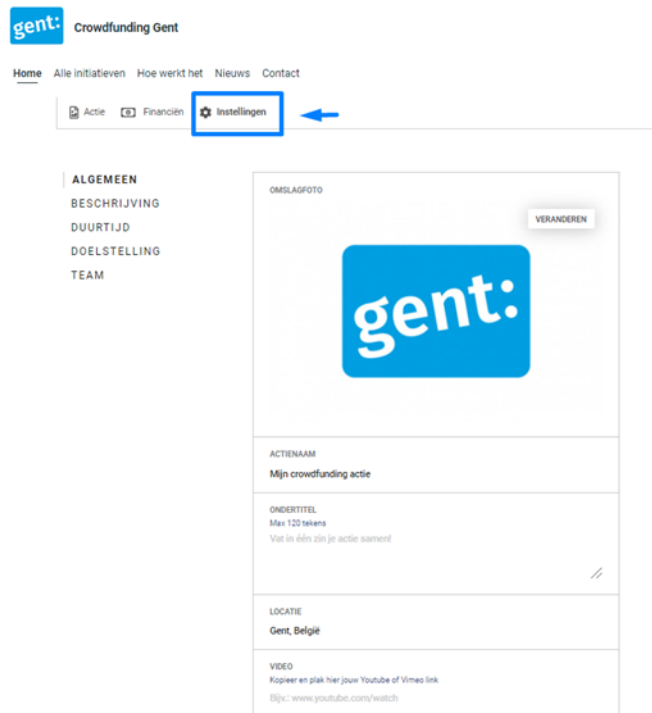 gent:
Crowdfunding Gent
Home Alle initiatieven Hoe werkt het Nieuws Contact
Actie Financiën Instellingen
ALGEMEEN
BESCHRIJVING
DUURTIJD
DOELSTELLING
TEAM
OMSLAGFOTO
VERANDEREN
gent:
ACTIENAAM
Mijn crowdfunding actie
ONDERTITEL
Max 120 tekens
Vat in één zin je actie samen!
LOCATIE
Gent, België
VIDEO
Kopieer en plak hier jouw Youtube of Vimeo link
Bijv.: www.youtube.com/watch